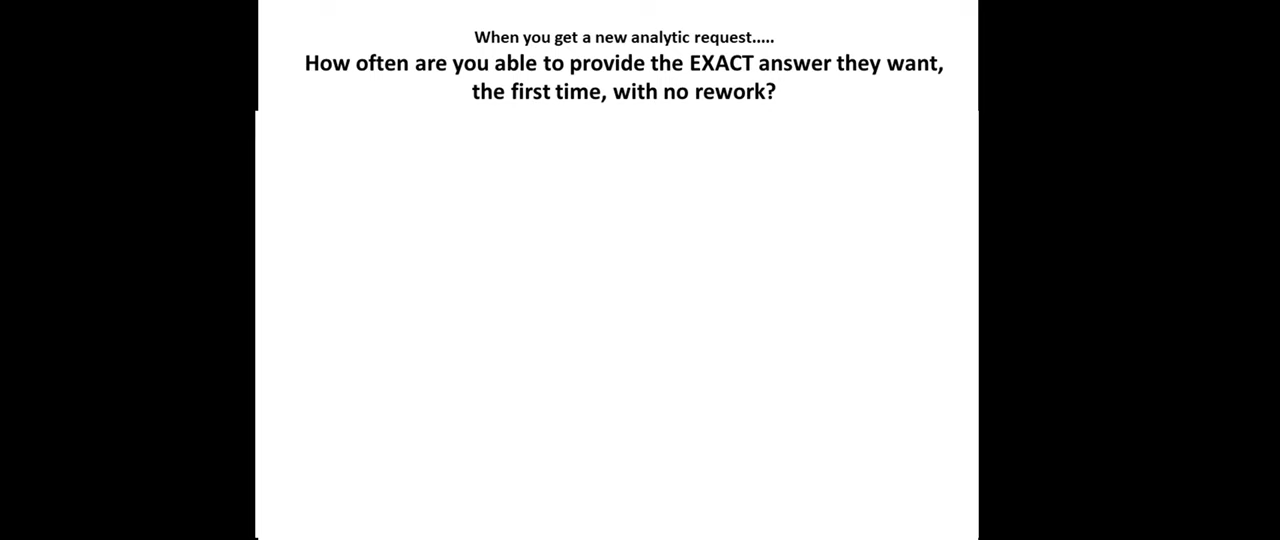 When you get a new analytic request.....
How often are you able to provide the EXACT answer they want,
the first time, with no rework?